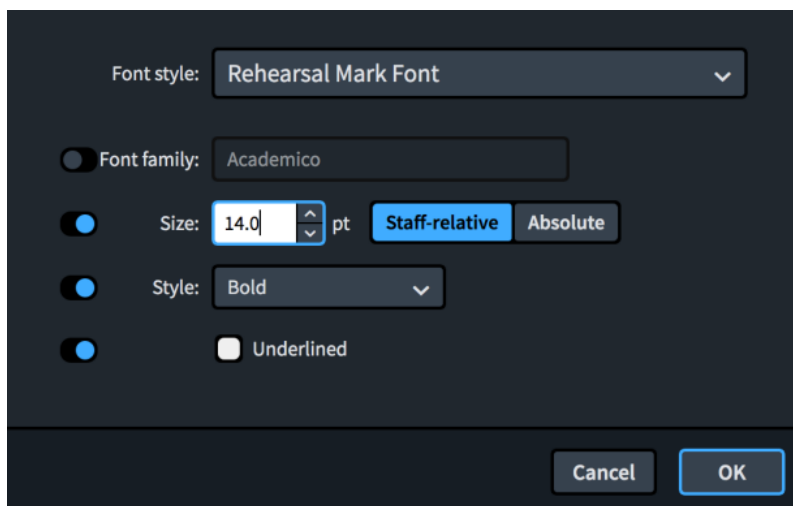 Font style: Rehearsal Mark Font
Font family: Academico
Size: 14.0 pt Staff-relative Absolute
Style: Bold
Underlined
Cancel OK